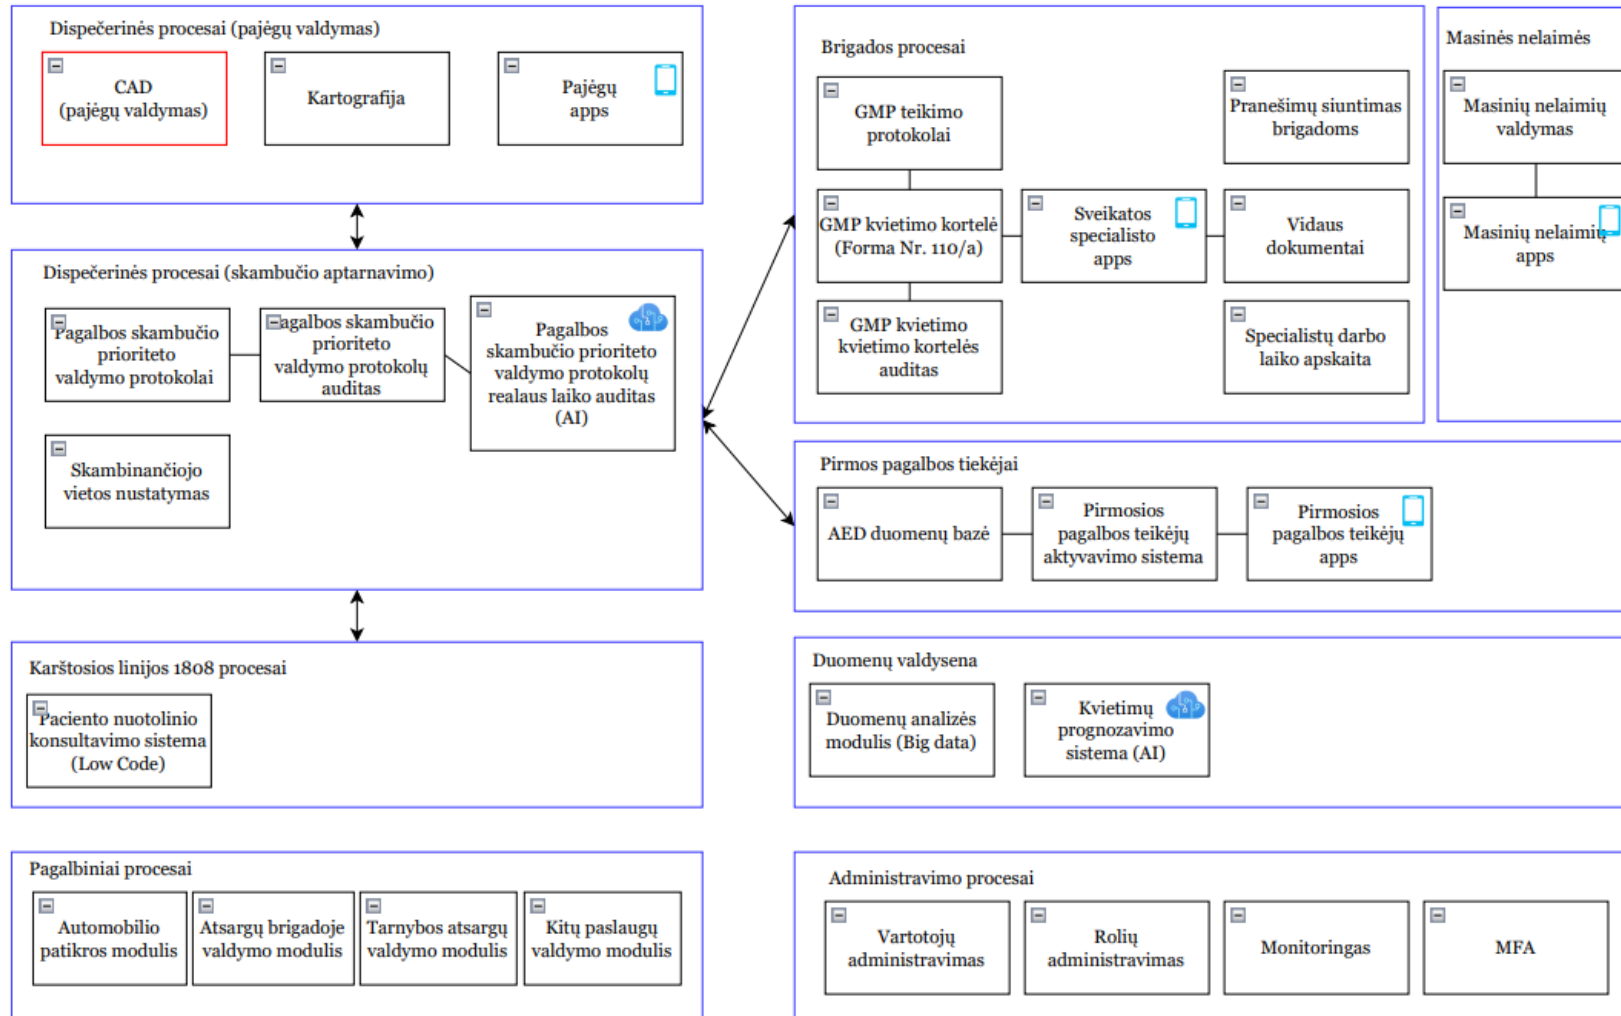 Dispečerinės procesai (pajėgų valdymas)
CAD
(pajėgų valdymas)
Kartografija
Pajėgų
apps
Dispečerinės procesai (skambučio aptarnavimo)
Pagalbos skambučio
prioriteto
valdymo protokolai
Pagalbos skambučio
prioriteto
valdymo protokolų
auditas
Pagalbos
skambučio prioriteto
valdymo protokolų
realaus laiko auditas
(AI)
Skambinančiojo
vietos nustatymas
Karštosios linijos 1808 procesai
Paciento nuotolinio
konsultavimo sistema
(Low Code)
Pagalbiniai procesai
Automobilio
patikros modulis
Atsargų brigadoje
valdymo modulis
Tarnybos atsargų
valdymo modulis
Kitų paslaugų
valdymo modulis
Brigados procesai
GMP teikimo
protokolai
Pranešimų siuntimas
brigadoms
GMP kvietimo kortelė
(Forma Nr. 110/a)
Sveikatos
specialisto
apps
Vidaus
dokumentai
GMP kvietimo
kvietimo kortelės
auditas
Specialistų darbo
laiko apskaita
Masinės nelaimės
Masinių nelaimių
valdymas
Masinių nelaimių
apps
Pirmos pagalbos tiekėjai
AED duomenų bazė
Pirmosios
pagalbos teikėjų
aktyvavimo sistema
Pirmosios
pagalbos teikėjų
apps
Duomenų valdysena
Duomenų analizės
modulis (Big data)
Kvietimų
prognozavimo
sistema (AI)
Administravimo procesai
Vartotojų
administravimas
Rolių
administravimas
Monitoringas
MFA